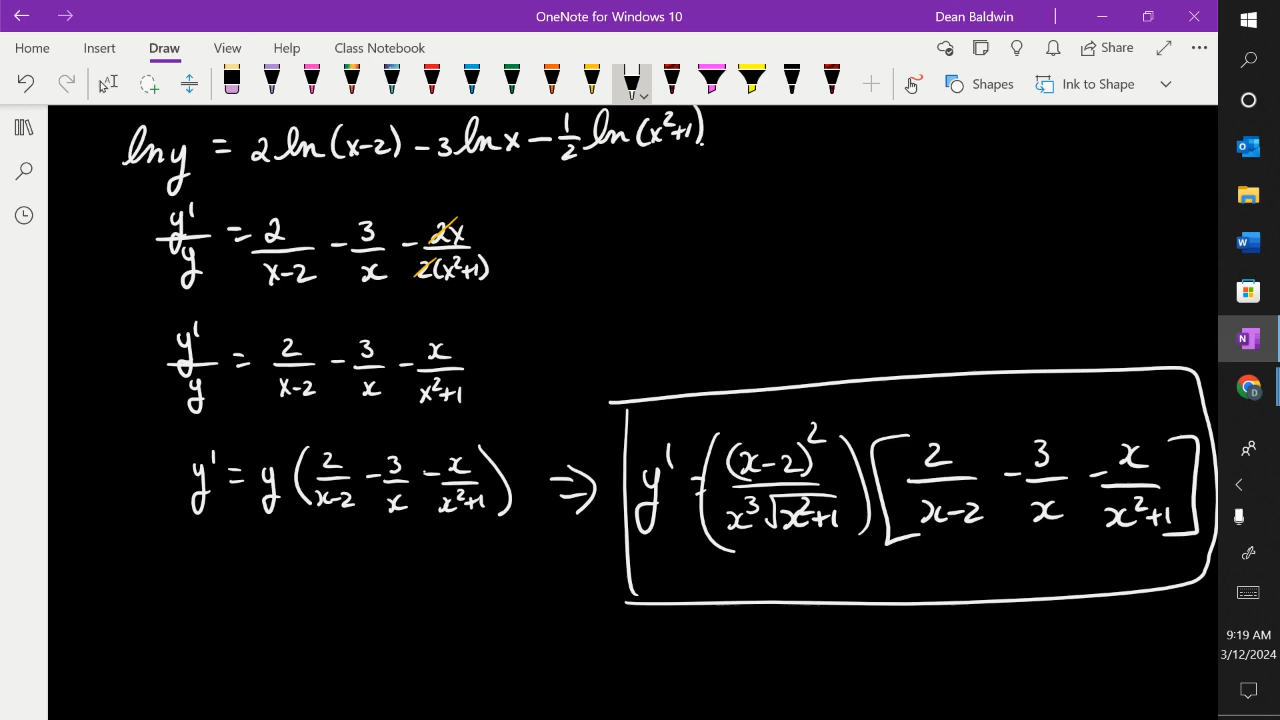 OneNote for Windows 10
Dean Baldwin
Home Insert Draw View Help Class Notebook
Share
Shapes
Ink to Shape
ln y = 2 ln (x-2) - 3 ln x - 1/2 ln (x²+1)
y'/y = 2/(x-2) - 3/x - 2x/(2(x²+1))
y'/y = 2/(x-2) - 3/x - x/(x²+1)
y' = y (2/(x-2) - 3/x - x/(x²+1)) ⇒ y' = ((x-2)²/(x³√(x²+1))) [2/(x-2) - 3/x - x/(x²+1)]
9:19 AM
3/12/2024